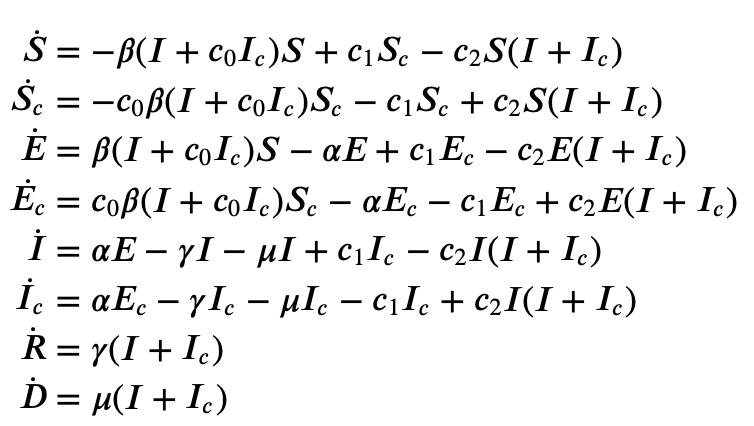 Ṡ = −β(I + c₀I_c)S + c₁S_c − c₂S(I + I_c)
Ṡ_c = −c₀β(I + c₀I_c)S_c − c₁S_c + c₂S(I + I_c)
Ė = β(I + c₀I_c)S − αE + c₁E_c − c₂E(I + I_c)
Ė_c = c₀β(I + c₀I_c)S_c − αE_c − c₁E_c + c₂E(I + I_c)
İ = αE − γI − μI + c₁I_c − c₂I(I + I_c)
İ_c = αE_c − γI_c − μI_c − c₁I_c + c₂I(I + I_c)
Ṙ = γ(I + I_c)
Ḋ = μ(I + I_c)